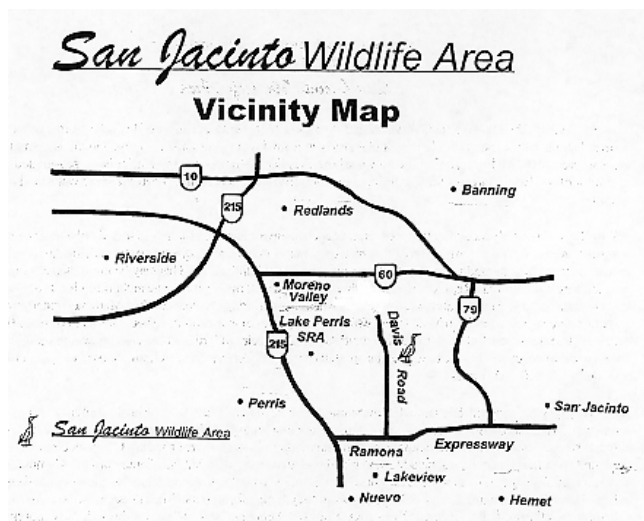 San Jacinto Wildlife Area
Vicinity Map
10
Banning
215
Redlands
Riverside
60
Moreno
Valley
79
Lake Perris
SRA
215
Davis Road
Perris
San Jacinto
San Jacinto Wildlife Area
Ramona Expressway
Lakeview
Nuevo
Hemet